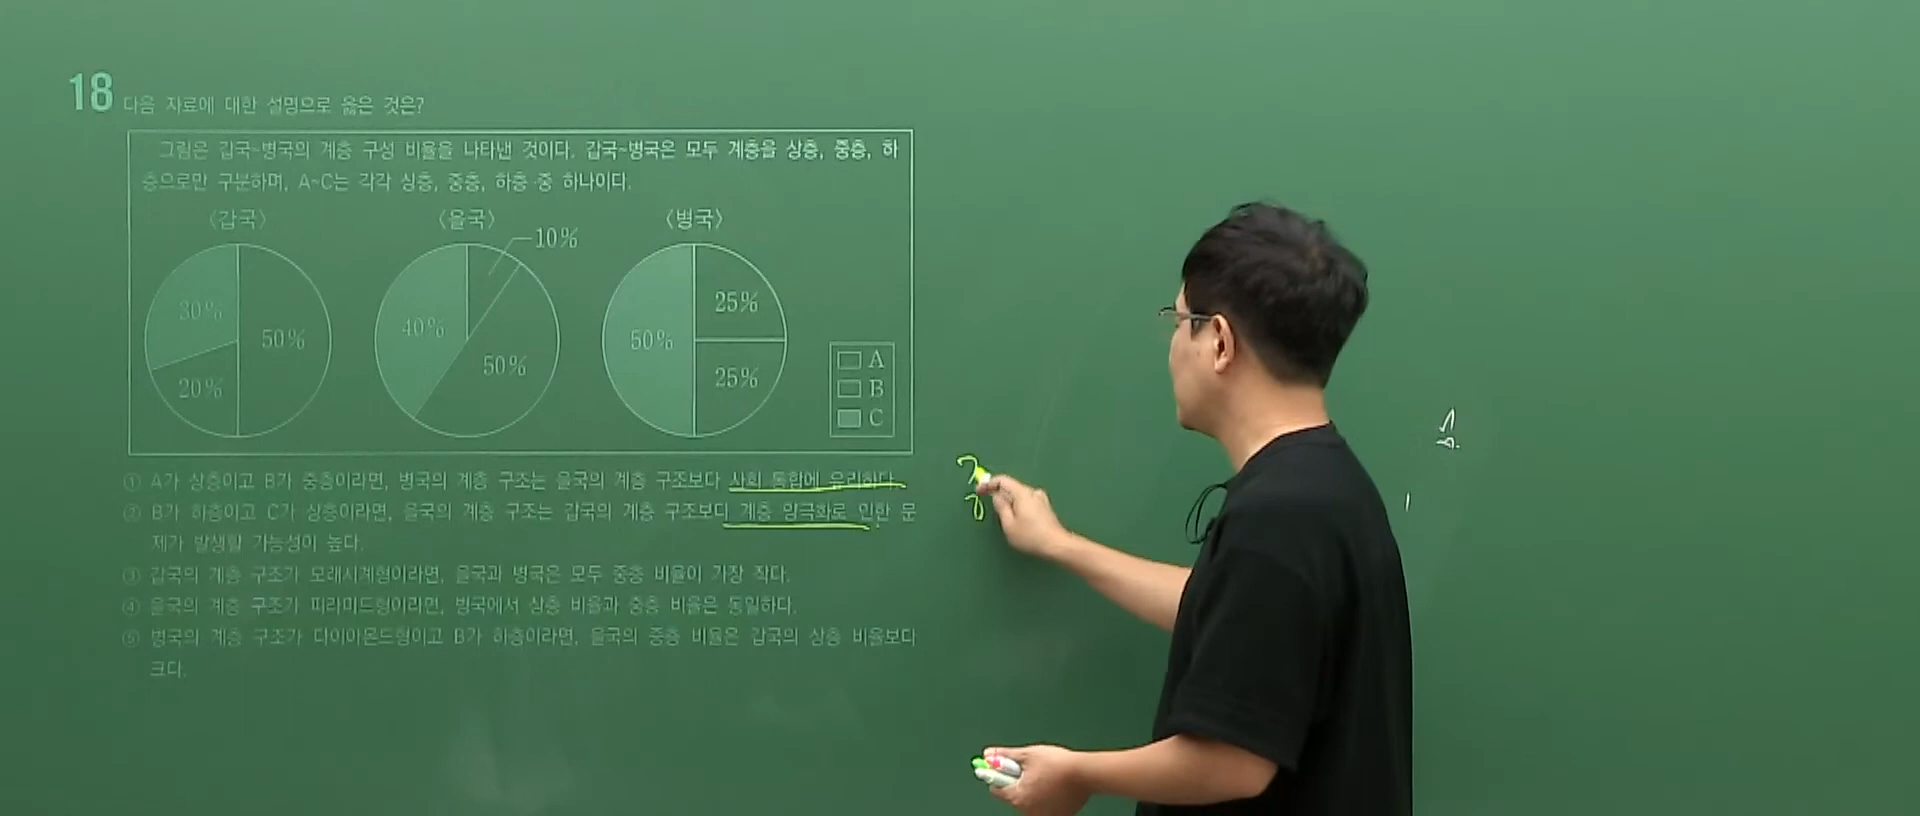 18 다음 자료에 대한 설명으로 옳은 것은?
그림은 갑국~병국의 계층 구성 비율을 나타낸 것이다. 갑국~병국은 모두 계층을 상층, 중층, 하
층으로만 구분하며, A~C는 각각 상층, 중층, 하층 중 하나이다.
〈갑국〉 〈을국〉 〈병국〉
30% 50% 20%
10% 40% 50%
25% 50% 25%
A
B
C
① A가 상층이고 B가 중층이라면, 병국의 계층 구조는 을국의 계층 구조보다 사회 통합에 유리하다.
② B가 하층이고 C가 상층이라면, 을국의 계층 구조는 갑국의 계층 구조보다 계층 양극화로 인한 문
제가 발생할 가능성이 높다.
③ 갑국의 계층 구조가 모래시계형이라면, 을국과 병국은 모두 중층 비율이 가장 작다.
④ 을국의 계층 구조가 피라미드형이라면, 병국에서 상층 비율과 중층 비율은 동일하다.
⑤ 병국의 계층 구조가 다이아몬드형이고 B가 하층이라면, 을국의 중층 비율은 갑국의 상층 비율보다
크다.